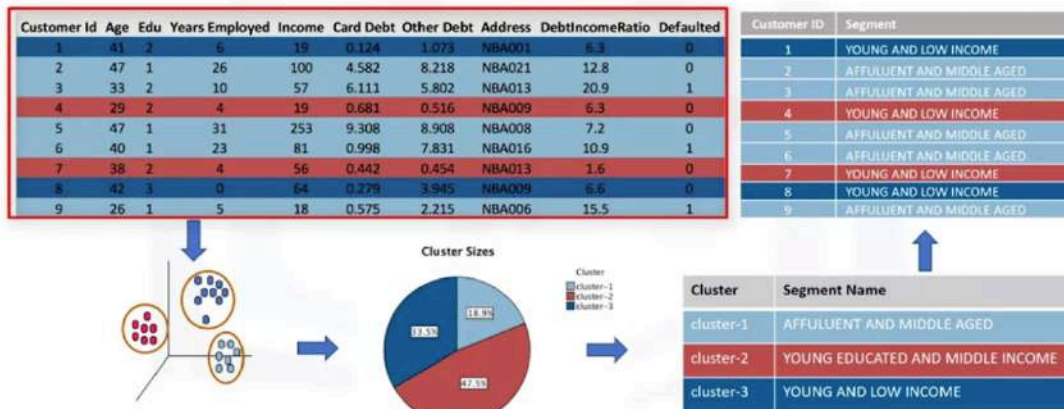 Customer Id Age Edu Years Employed Income Card Debt Other Debt Address DebtIncomeRatio Defaulted
1 41 2 6 19 0.124 1.073 NBA001 6.3 0
2 47 1 26 100 4.582 8.218 NBA021 12.8 0
3 33 2 10 57 6.111 5.802 NBA013 20.9 1
4 29 2 4 19 0.681 0.516 NBA009 6.3 0
5 47 1 31 253 9.308 8.908 NBA008 7.2 0
6 40 1 23 81 0.998 7.831 NBA016 10.9 1
7 38 2 4 56 0.442 0.454 NBA013 1.6 0
8 42 3 0 64 0.279 3.945 NBA009 6.6 0
9 26 1 5 18 0.575 2.215 NBA006 15.5 1
Customer ID Segment
1 YOUNG AND LOW INCOME
2 AFFULUENT AND MIDDLE AGED
3 AFFULUENT AND MIDDLE AGED
4 YOUNG AND LOW INCOME
5 AFFULUENT AND MIDDLE AGED
6 AFFULUENT AND MIDDLE AGED
7 YOUNG AND LOW INCOME
8 YOUNG AND LOW INCOME
9 AFFULUENT AND MIDDLE AGED
Cluster Sizes
Cluster
cluster-1
cluster-2
cluster-3
18.9%
33.5%
47.5%
Cluster Segment Name
cluster-1 AFFULUENT AND MIDDLE AGED
cluster-2 YOUNG EDUCATED AND MIDDLE INCOME
cluster-3 YOUNG AND LOW INCOME